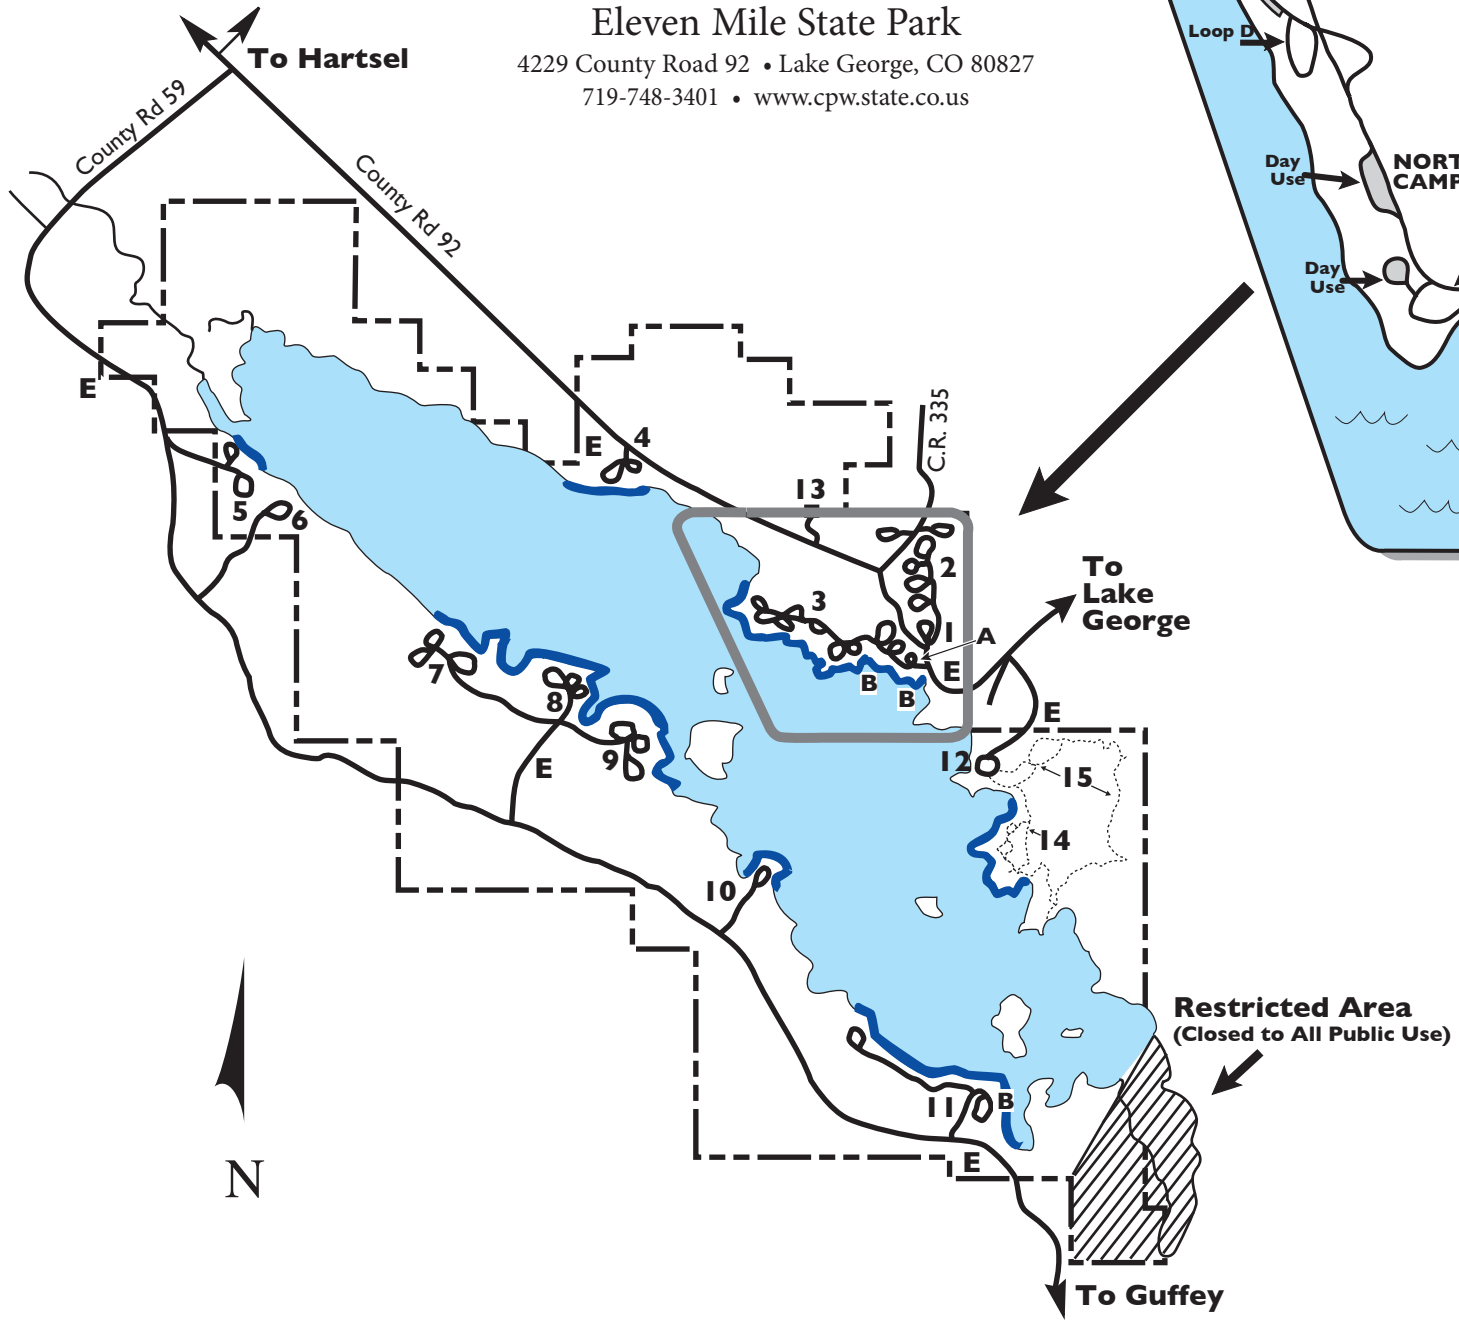 Eleven Mile State Park
4229 County Road 92 • Lake George, CO 80827
719-748-3401 • www.cpw.state.co.us
To Hartsel
County Rd 59
County Rd 92
Loop D
Day
Use
NORT
CAMP
Day
Use
E
E
4
C.R. 335
13
5
6
2
3
1
A
To
Lake
George
E
B
B
7
8
E
9
E
12
15
14
10
Restricted Area
(Closed to All Public Use)
11
B
E
N
To Guffey